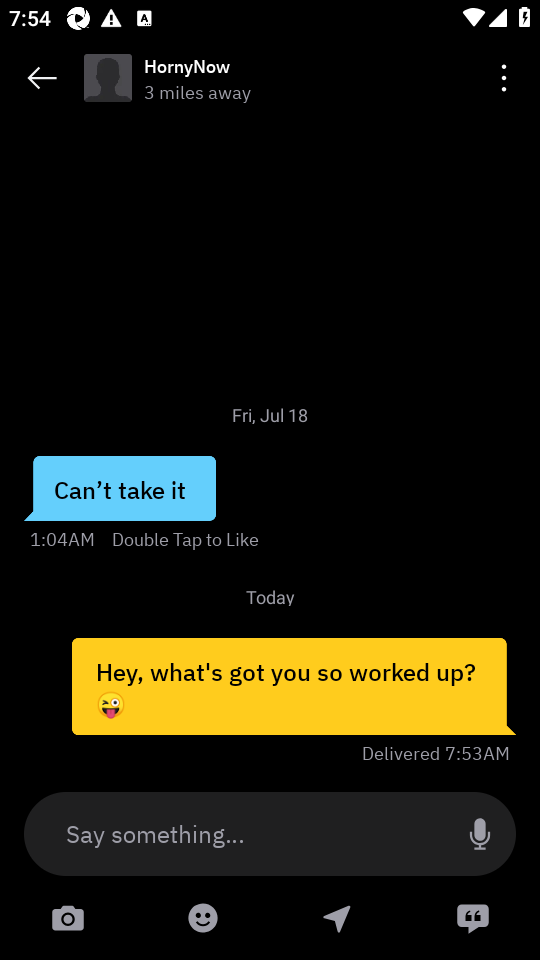 7:54
HornyNow
3 miles away
Fri, Jul 18
Can’t take it
1:04AM Double Tap to Like
Today
Hey, what's got you so worked up?
😜
Delivered 7:53AM
Say something...